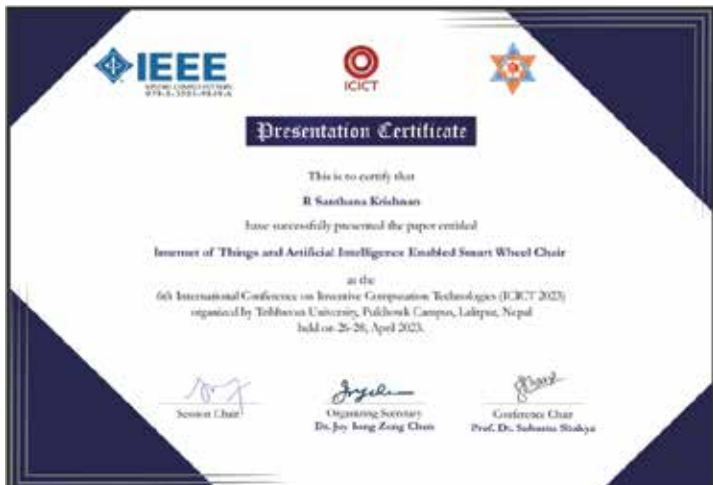 IEEE
ICICT
Presentation Certificate
This is to certify that
R Santhana Krishnan
have successfully presented the paper entitled
Internet of Things and Artificial Intelligence Enabled Smart Wheel Chair
at the
6th International Conference on Inventive Computation Technologies (ICICT 2023)
organized by Tribhuvan University, Pulchowk Campus, Lalitpur, Nepal
held on 26-28, April 2023.
Session Chair
Organizing Secretary
Dr. Joy Iong Zong Chen
Conference Chair
Prof. Dr. Subarna Shakya